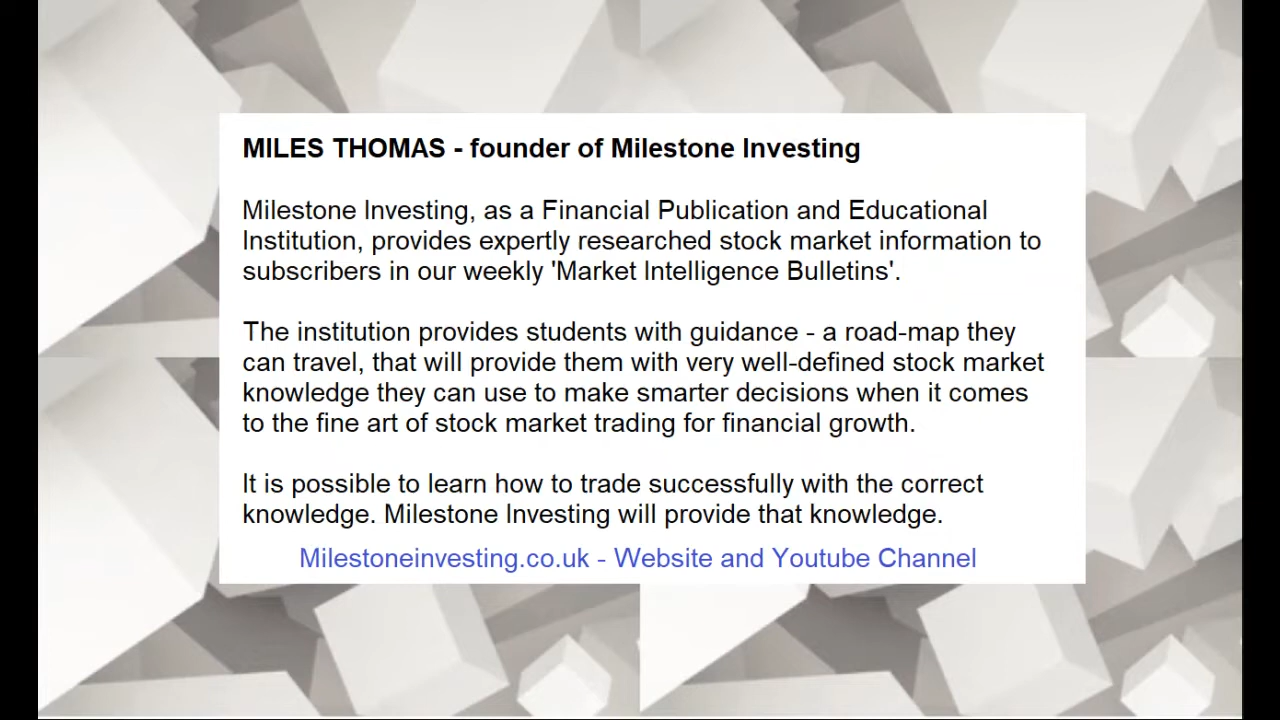 MILES THOMAS - founder of Milestone Investing
Milestone Investing, as a Financial Publication and Educational
Institution, provides expertly researched stock market information to
subscribers in our weekly 'Market Intelligence Bulletins'.
The institution provides students with guidance - a road-map they
can travel, that will provide them with very well-defined stock market
knowledge they can use to make smarter decisions when it comes
to the fine art of stock market trading for financial growth.
It is possible to learn how to trade successfully with the correct
knowledge. Milestone Investing will provide that knowledge.
Milestoneinvesting.co.uk - Website and Youtube Channel